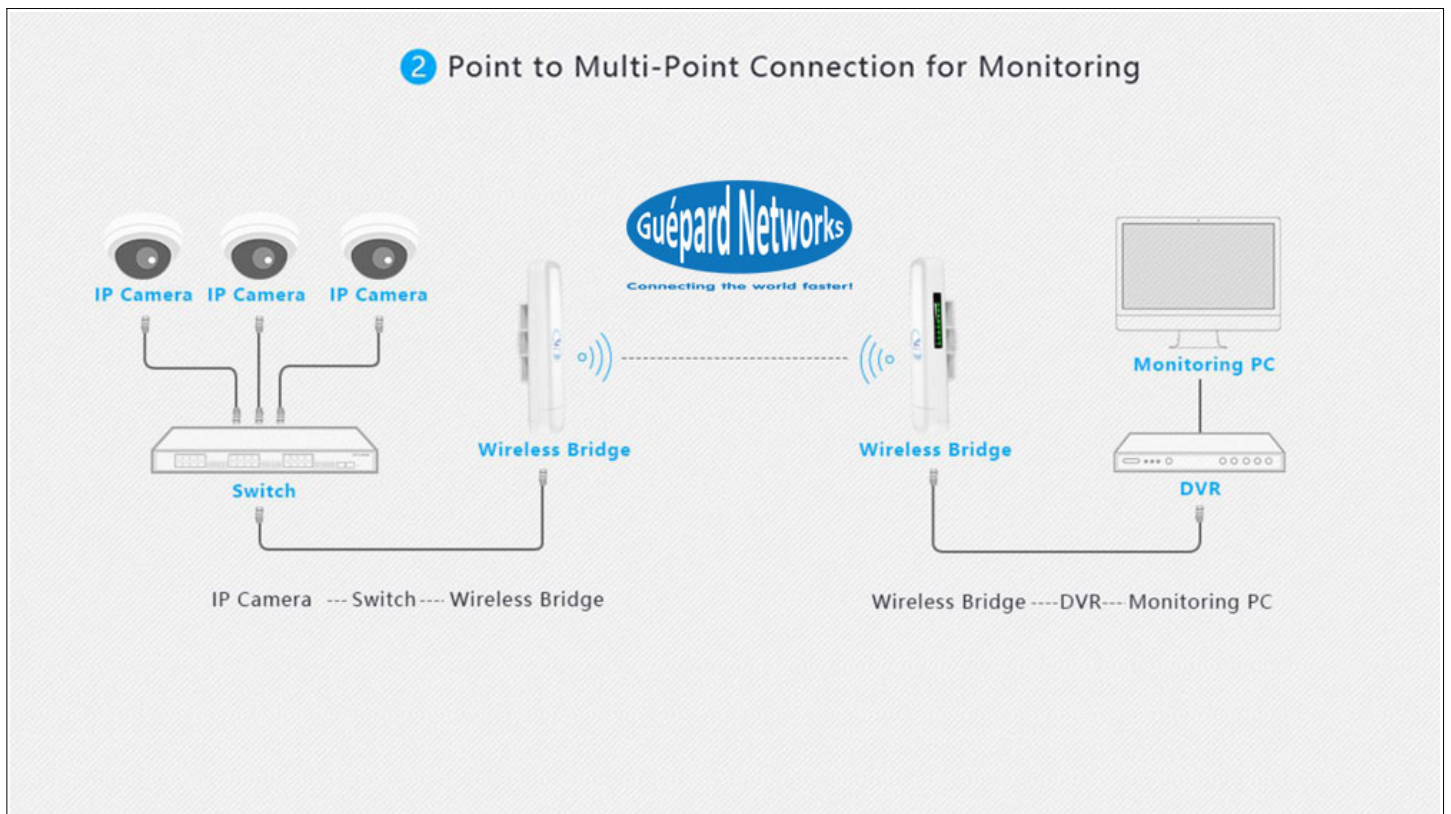 2 Point to Multi-Point Connection for Monitoring
Guépard Networks
Connecting the world faster!
IP Camera IP Camera IP Camera
Monitoring PC
Wireless Bridge
Wireless Bridge
Switch
DVR
IP Camera --- Switch ---- Wireless Bridge
Wireless Bridge ----DVR--- Monitoring PC